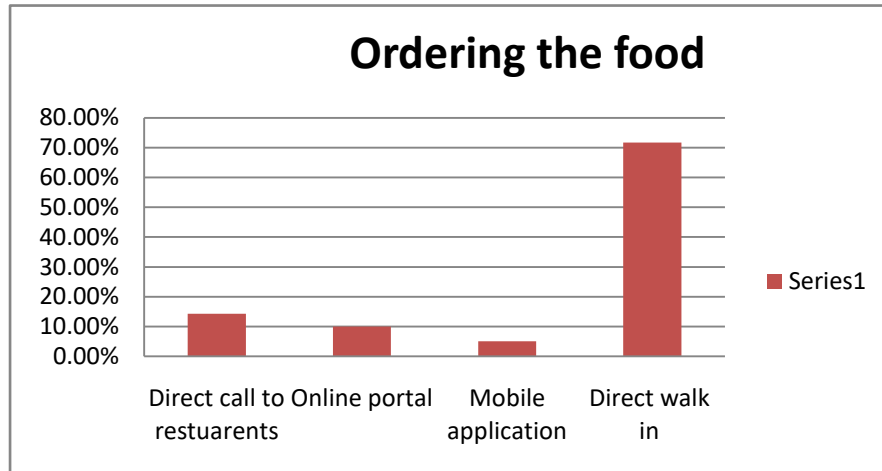 Ordering the food
80.00%
70.00%
60.00%
50.00%
40.00%
30.00%
20.00%
10.00%
0.00%
Direct call to Online portal Mobile Direct walk
restuarents application in
Series1